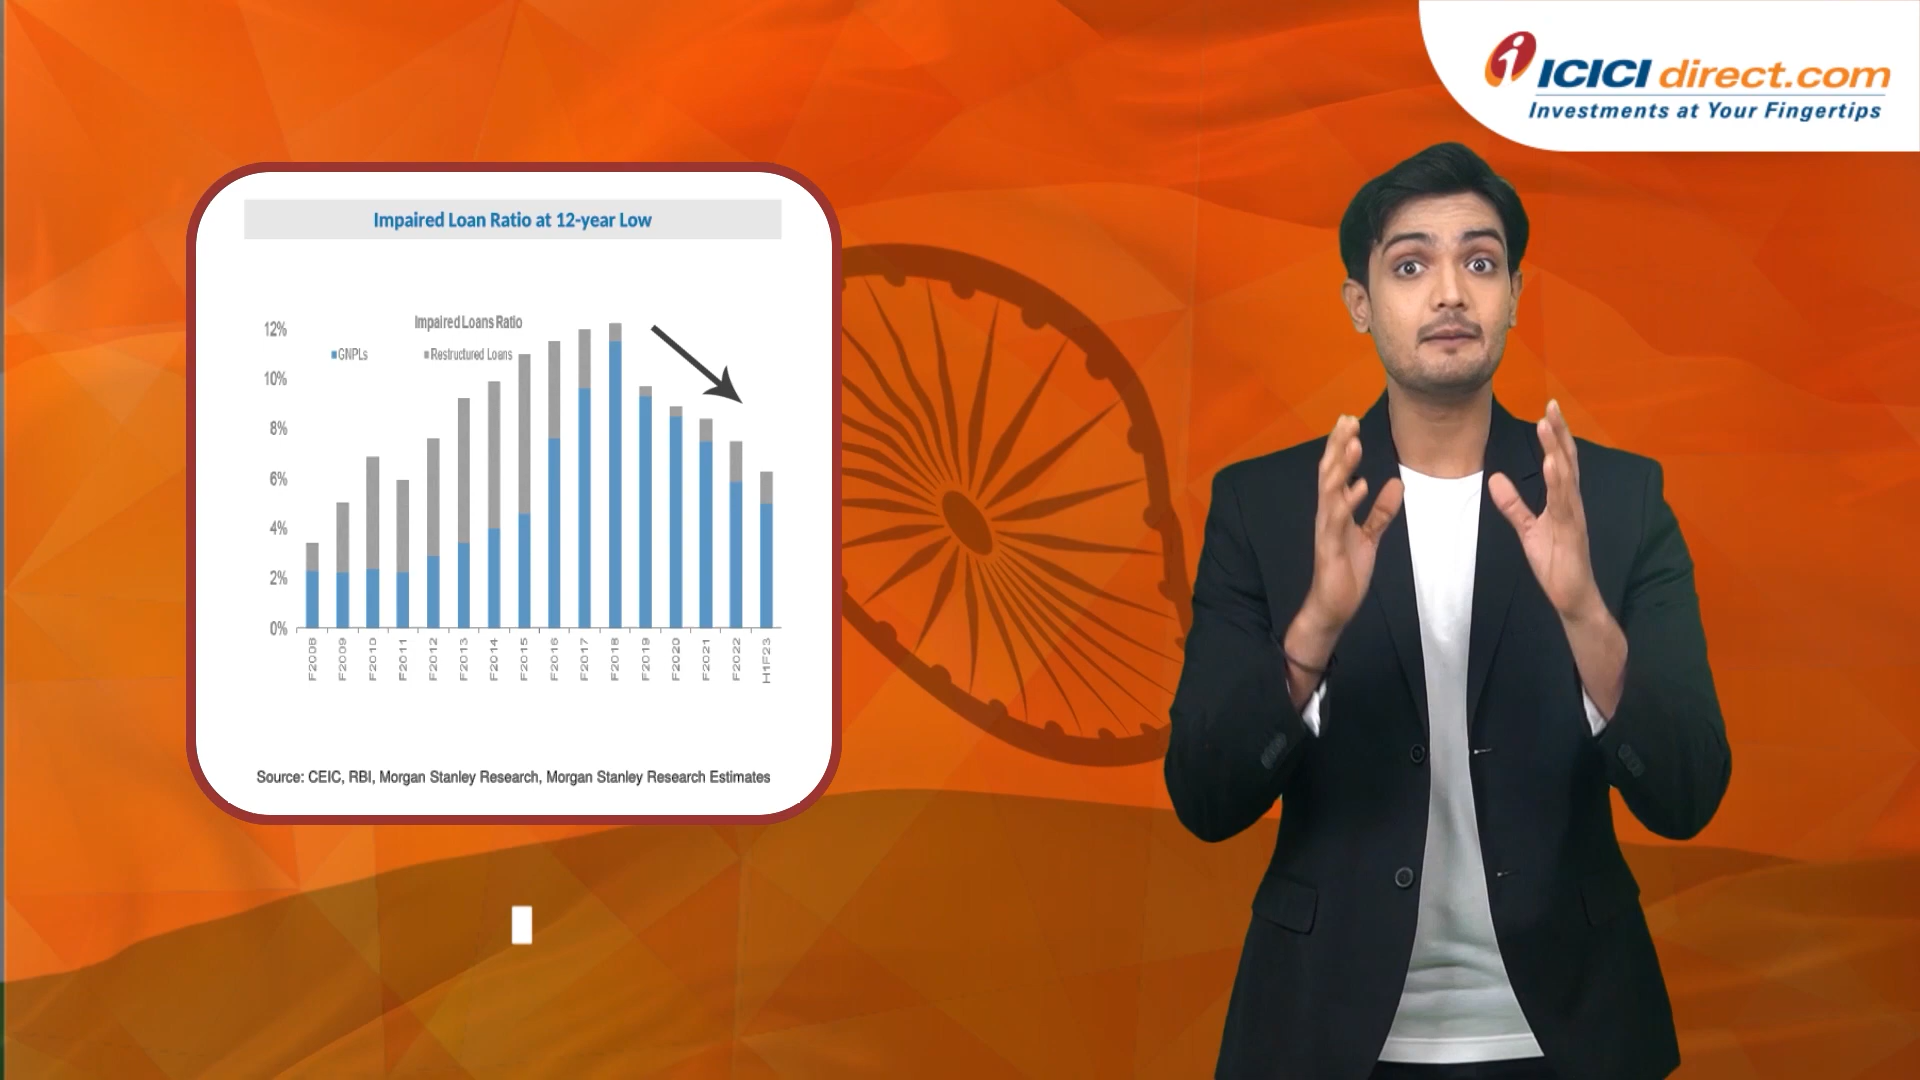 ICICI direct.com
Investments at Your Fingertips
Impaired Loan Ratio at 12-year Low
Impaired Loans Ratio
GNPLs
Restructured Loans
12%
10%
8%
6%
4%
2%
0%
F2008
F2009
F2010
F2011
F2012
F2013
F2014
F2015
F2016
F2017
F2018
F2019
F2020
F2021
F2022
H1F23
Source: CEIC, RBI, Morgan Stanley Research, Morgan Stanley Research Estimates